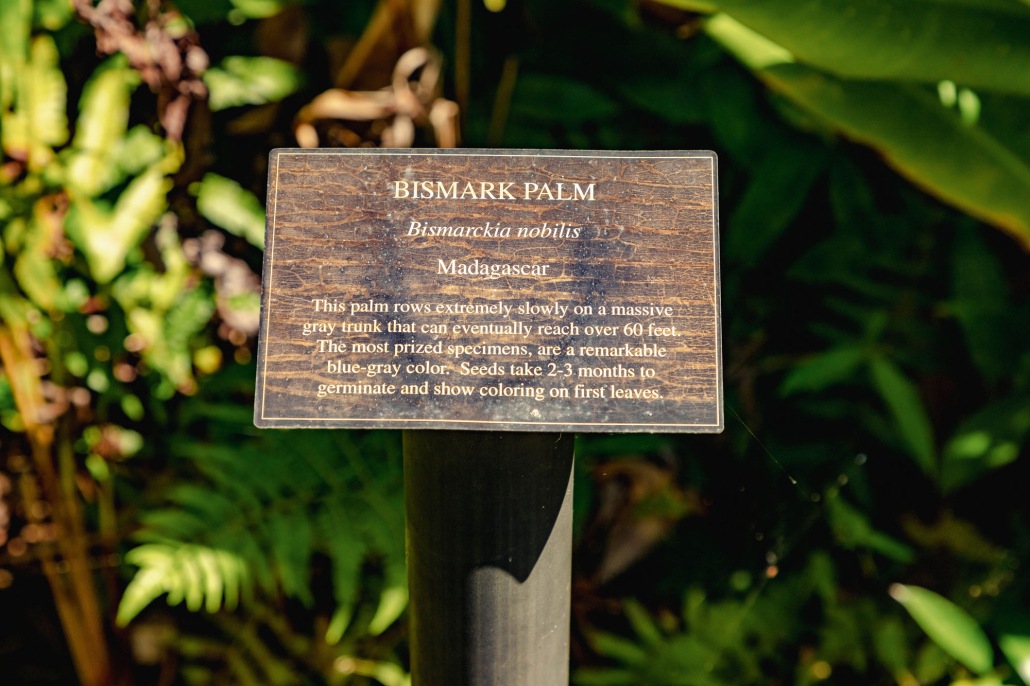 BISMARK PALM
Bismarckia nobilis
Madagascar
This palm rows extremely slowly on a massive
gray trunk that can eventually reach over 60 feet.
The most prized specimens, are a remarkable
blue-gray color. Seeds take 2-3 months to
germinate and show coloring on first leaves.